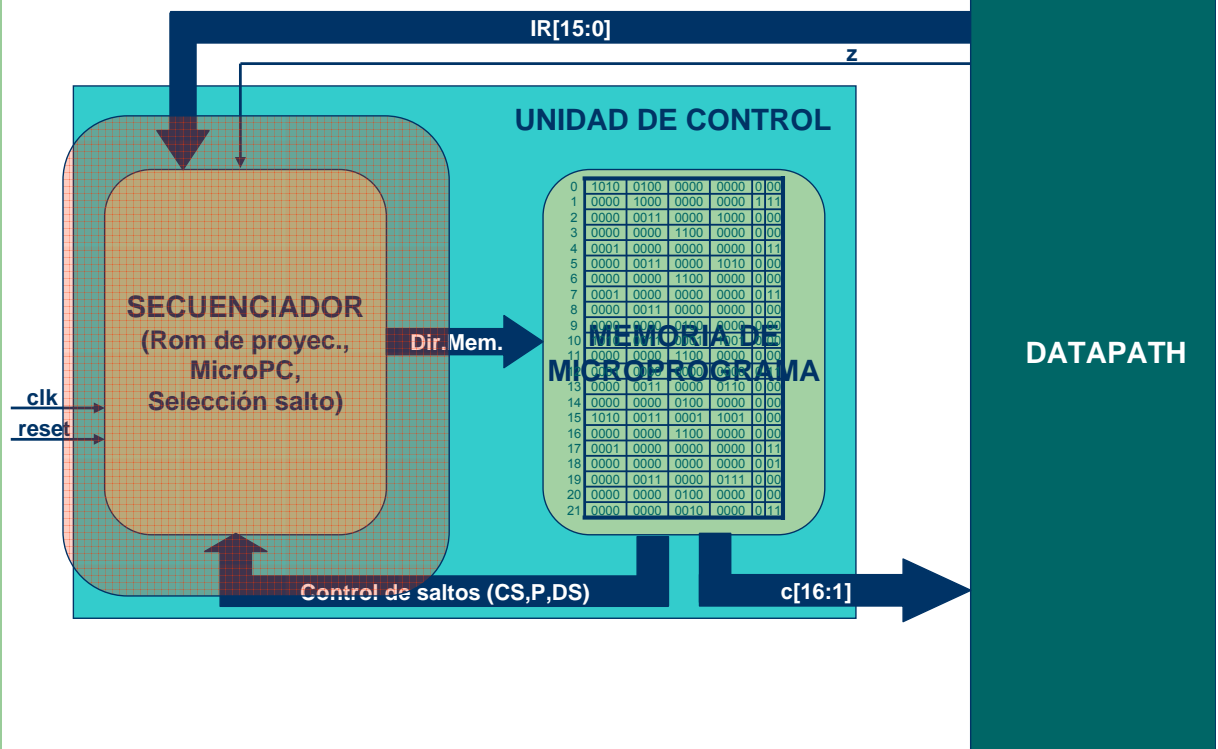 IR[15:0]
z
UNIDAD DE CONTROL
SECUENCIADOR
(Rom de proyec.,
MicroPC,
Selección salto)
clk
reset
Dir.Mem.
MEMORIA DE
MICROPROGRAMA
0 1010 0100 0000 0000 0 00
1 0000 1000 0000 0000 1 11
2 0000 0011 0000 1000 0 00
3 0000 0000 1100 0000 0 00
4 0001 0000 0000 0000 0 11
5 0000 0011 0000 1010 0 00
6 0000 0000 1100 0000 0 00
7 0001 0000 0000 0000 0 11
8 0000 0011 0000 0000 0 00
9 0000 0000 0100 0000 0 00
10
11 0000 0000 1100 0000 0 00
13 0000 0011 0000 0110 0 00
14 0000 0000 0100 0000 0 00
15 1010 0011 0001 1001 0 00
16 0000 0000 1100 0000 0 00
17 0001 0000 0000 0000 0 11
18 0000 0000 0000 0000 0 01
19 0000 0011 0000 0111 0 00
20 0000 0000 0100 0000 0 00
21 0000 0000 0010 0000 0 11
Control de saltos (CS,P,DS)
c[16:1]
DATAPATH